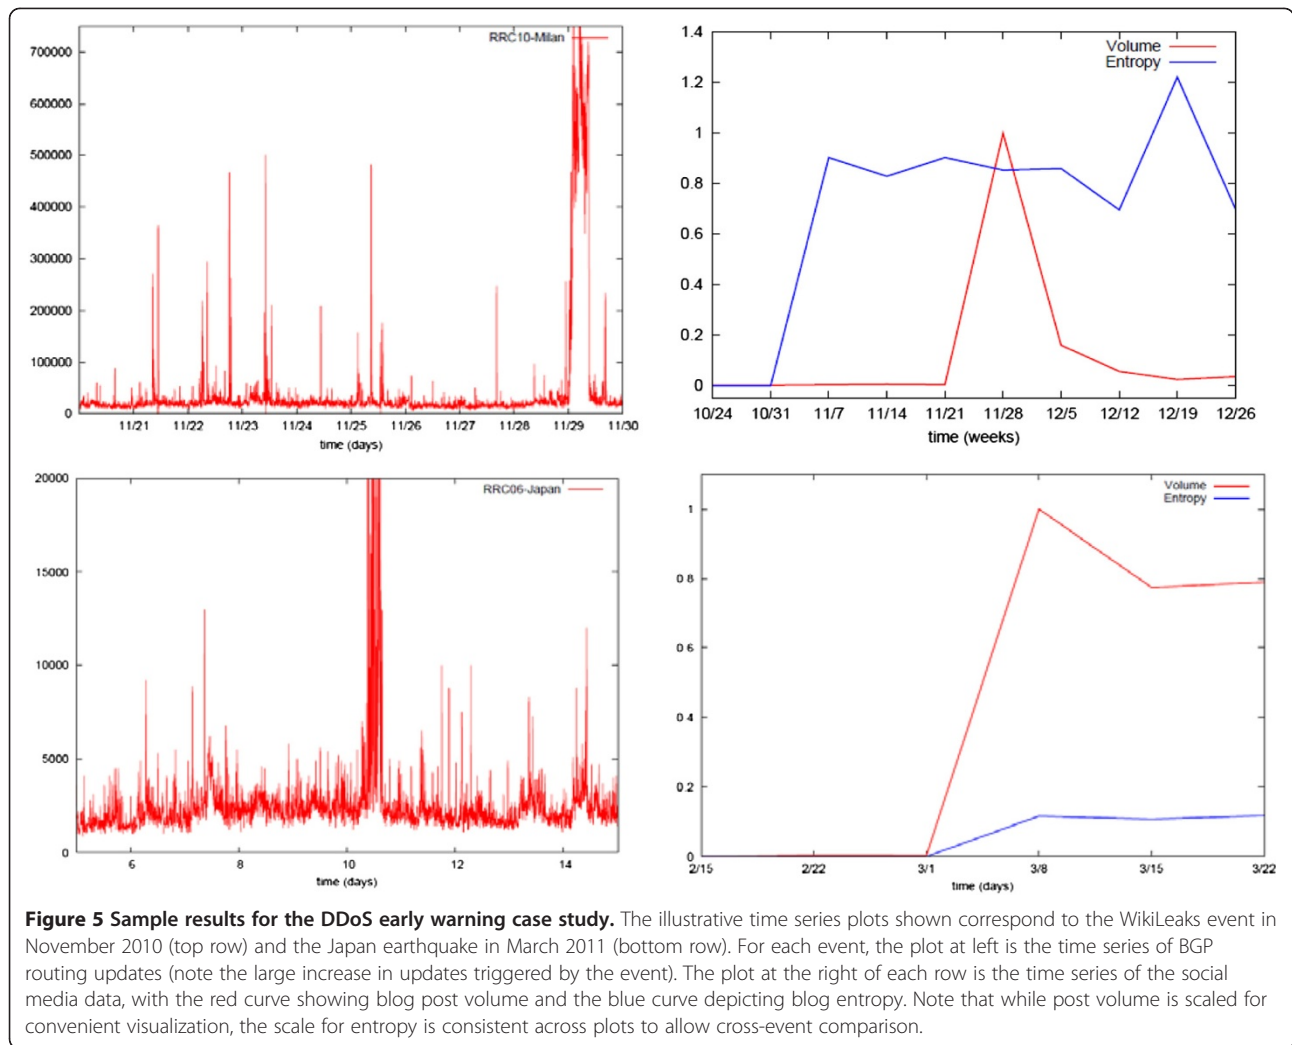 700000
600000
500000
400000
300000
200000
100000
0
RRC10-Milan
11/21 11/22 11/23 11/24 11/25 11/26 11/27 11/28 11/29 11/30
time (days)
1.4
1.2
1
0.8
0.6
0.4
0.2
0
Volume
Entropy
10/24 10/31 11/7 11/14 11/21 11/28 12/5 12/12 12/19 12/26
time (weeks)
20000
15000
10000
5000
0
RRC06-Japan
6 8 10 12 14
time (days)
1
0 8
0 6
0 4
0.2
0
Volume
Entropy
2/15 2/22 3/1 3/8 3/15 3/22
time (days)
Figure 5 Sample results for the DDoS early warning case study. The illustrative time series plots shown correspond to the WikiLeaks event in
November 2010 (top row) and the Japan earthquake in March 2011 (bottom row). For each event, the plot at left is the time series of BGP
routing updates (note the large increase in updates triggered by the event). The plot at the right of each row is the time series of the social
media data, with the red curve showing blog post volume and the blue curve depicting blog entropy. Note that while post volume is scaled for
convenient visualization, the scale for entropy is consistent across plots to allow cross-event comparison.